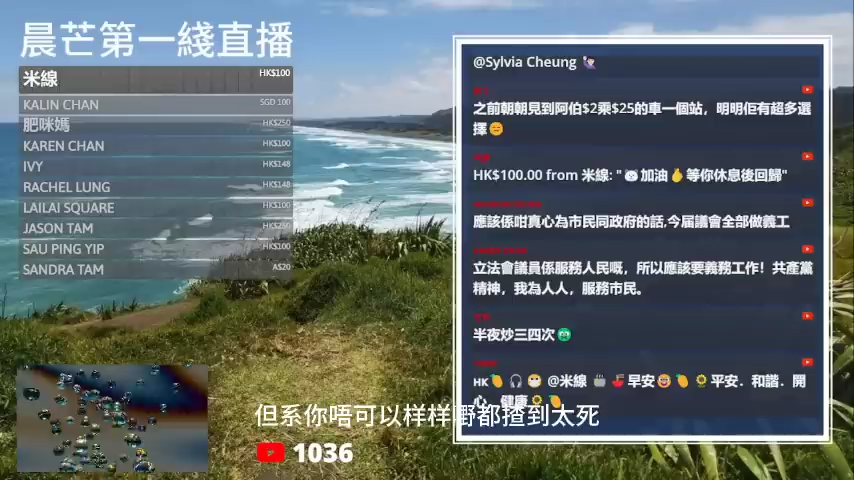 晨芒第一綫直播
米線 HK$100
KALIN CHAN SGD 100
肥咪媽 HK$250
KAREN CHAN HK$100
IVY HK$148
RACHEL LUNG HK$148
LAILAI SQUARE HK$100
JASON TAM HK$250
SAU PING YIP HK$100
SANDRA TAM A$20
@Sylvia Cheung 🙋🏻‍♀️
之前朝朝見到阿伯$2乘$25的車一個站，明明佢有超多選
擇😑
HK$100.00 from 米線: "🐵加油💪等你休息後回歸"
應該係咁真心為市民同政府的話,今届議會全部做義工
立法會議員係服務人民嘅，所以應該要義務工作！共產黨
精神，我為人人，服務市民。
半夜炒三四次
HK🥭 🎧 @米線 🍜早安 🥭 🌻平安．和諧．開
心．健康🌻🥭
但系你唔可以样样嘢都揸到太死
1036